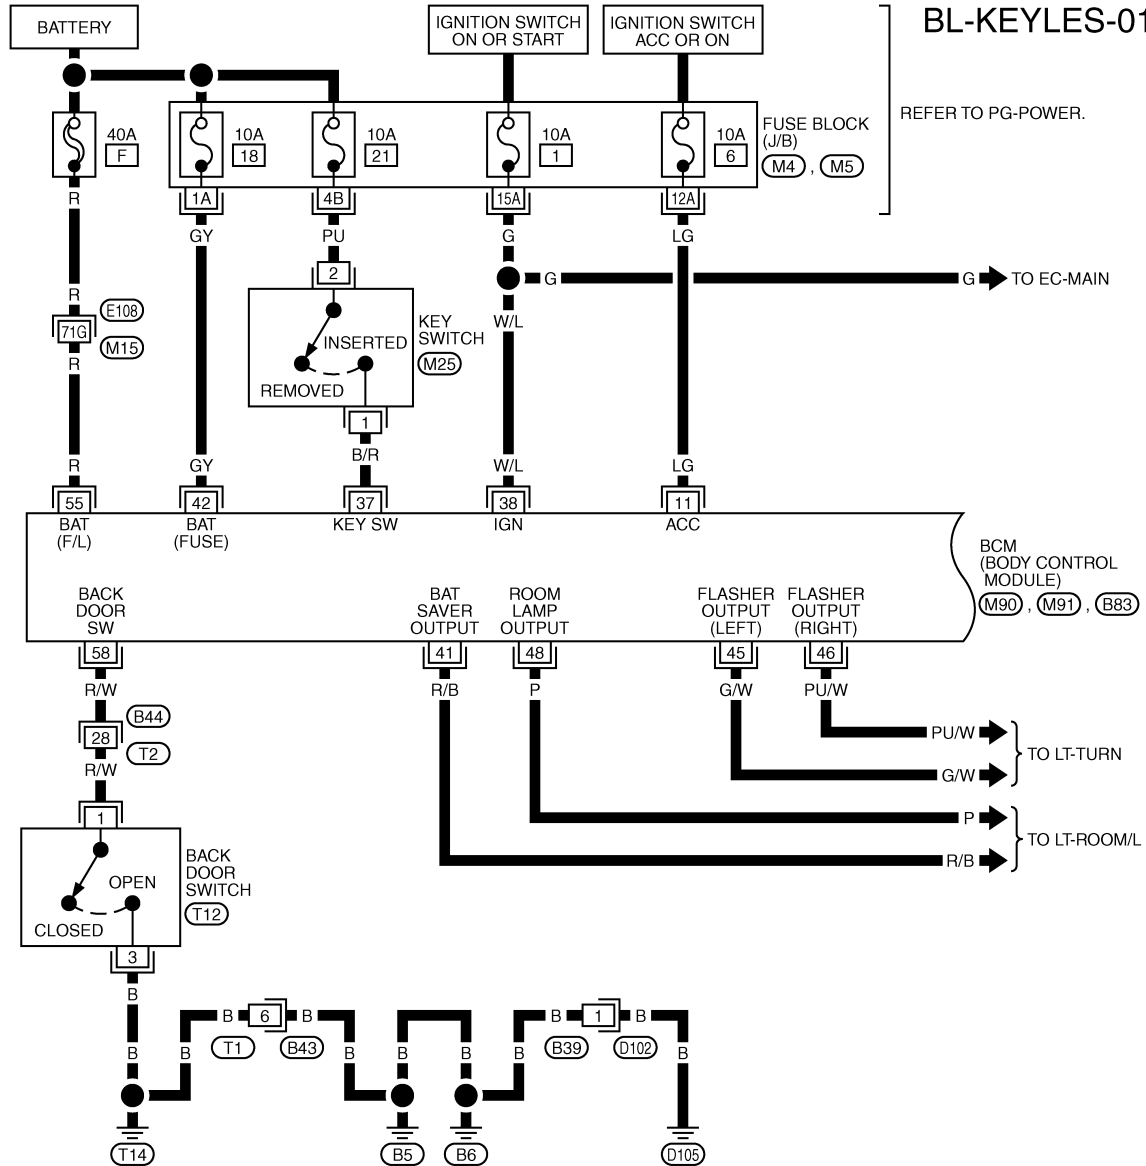 BL-KEYLES-01
BATTERY
IGNITION SWITCH
ON OR START
IGNITION SWITCH
ACC OR ON
REFER TO PG-POWER.
40A
F
10A
18
10A
21
10A
1
10A
6
FUSE BLOCK
(J/B)
M4 , M5
1A
4B
15A
12A
R
GY
PU
G
LG
2
G
G
TO EC-MAIN
R
E108
71G
M15
R
W/L
INSERTED
REMOVED
KEY
SWITCH
M25
1
B/R
R
GY
W/L
LG
55
42
37
38
11
BAT
(F/L)
BAT
(FUSE)
KEY SW
IGN
ACC
BCM
(BODY CONTROL
MODULE)
M90 , M91 , B83
BACK
DOOR
SW
BAT
SAVER
OUTPUT
ROOM
LAMP
OUTPUT
FLASHER
OUTPUT
(LEFT)
FLASHER
OUTPUT
(RIGHT)
58
41
48
45
46
R/W
R/B
P
G/W
PU/W
B44
28
T2
R/W
PU/W
G/W
TO LT-TURN
P
R/B
TO LT-ROOM/L
1
OPEN
CLOSED
BACK
DOOR
SWITCH
T12
3
B
B
6
B
B
1
B
T1
B43
B39
D102
B
B
B
B
B
B
B
T14
B5
B6
D105